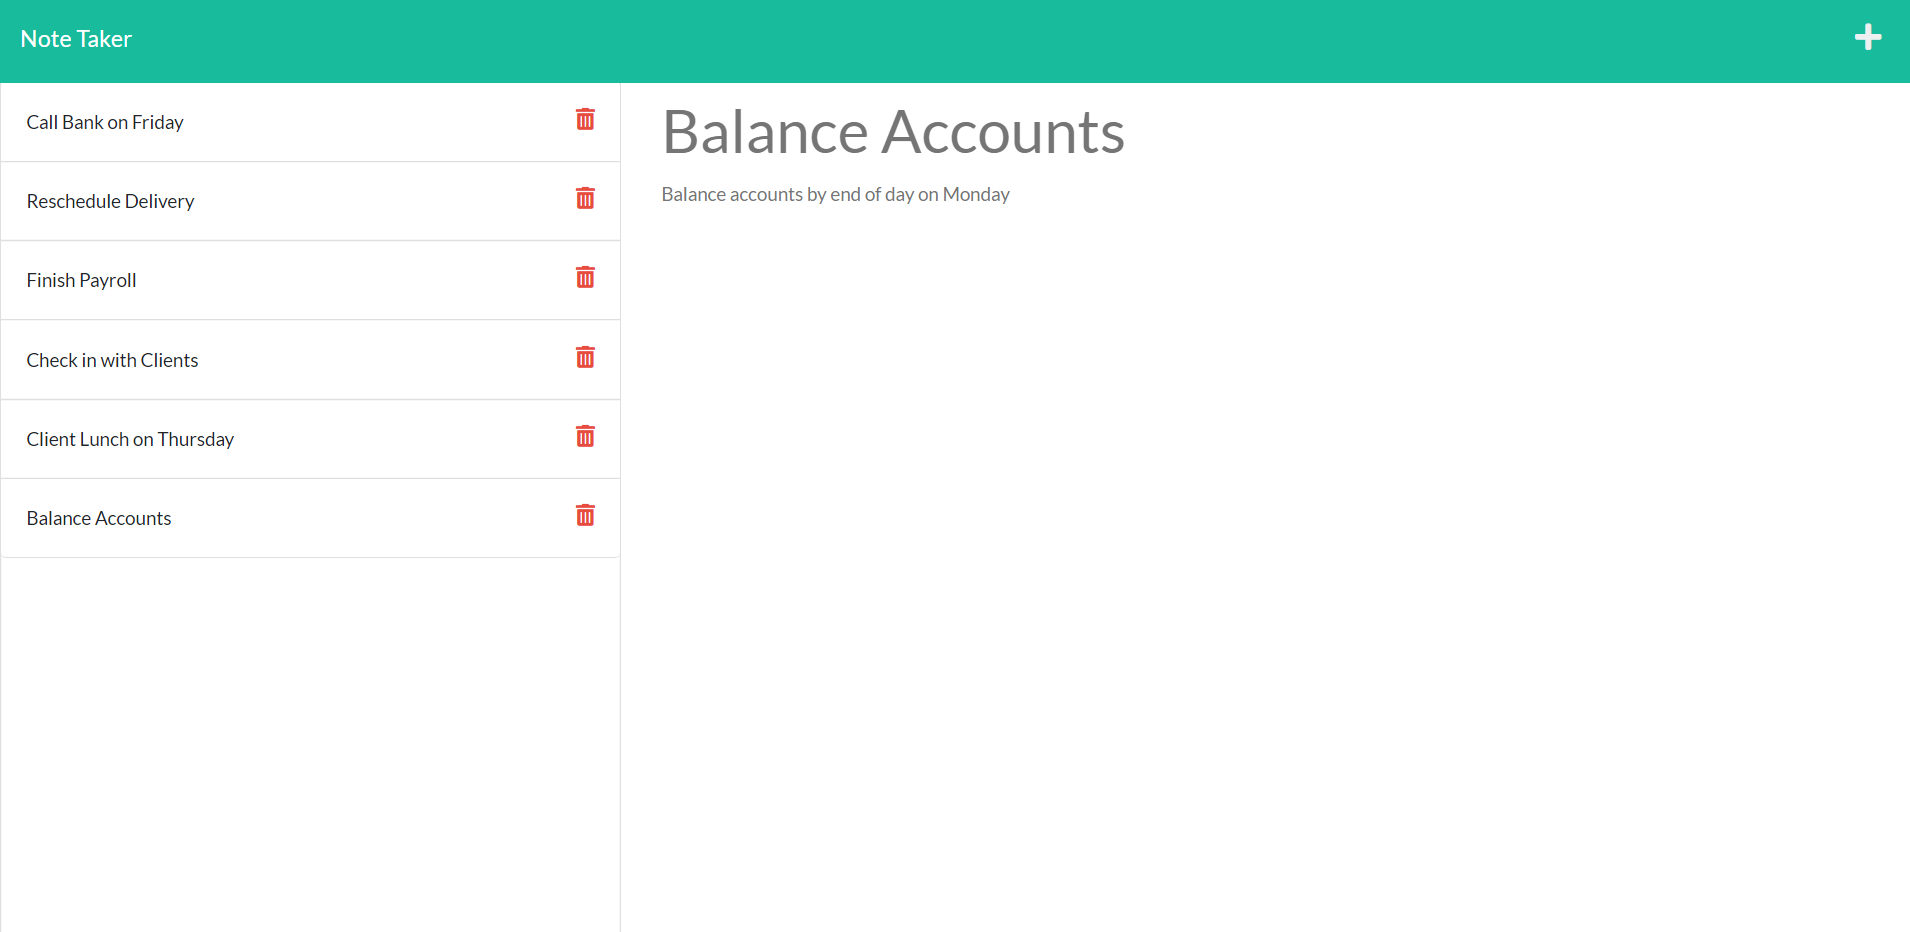 Note Taker
Call Bank on Friday
Reschedule Delivery
Finish Payroll
Check in with Clients
Client Lunch on Thursday
Balance Accounts
Balance Accounts
Balance accounts by end of day on Monday